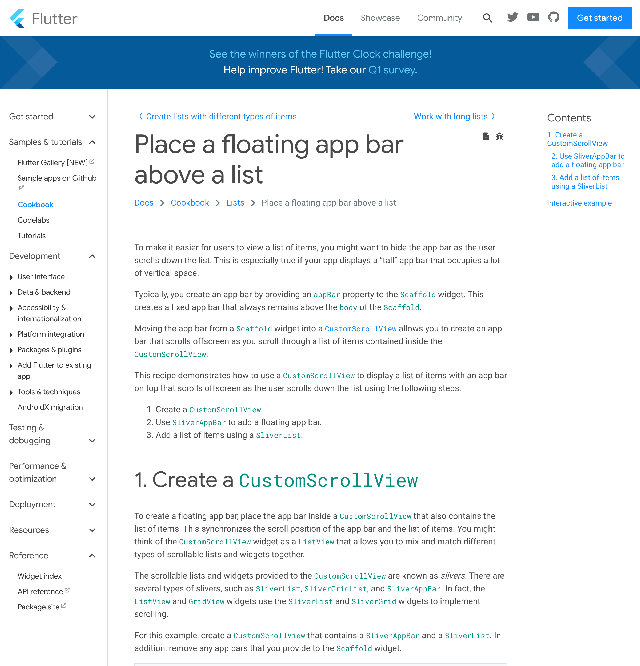 Flutter
Docs Showcase Community Get started
See the winners of the Flutter Clock challenge!
Help improve Flutter! Take our Q1 survey.
Get started
Samples & tutorials
Flutter Gallery [NEW]
Sample apps on Github
Cookbook
Codelabs
Tutorials
Development
User interface
Data & backend
Accessibility &
internationalization
Platform integration
Packages & plugins
Add Flutter to existing
app
Tools & techniques
AndroidX migration
Testing &
debugging
Performance &
optimization
Deployment
Resources
Reference
Widget index
API reference
Package site
Create lists with different types of items
Work with long lists
Place a floating app bar
above a list
Docs Cookbook Lists Place a floating app bar above a list
To make it easier for users to view a list of items, you might want to hide the app bar as the user
scrolls down the list. This is especially true if your app displays a “tall” app bar that occupies a lot
of vertical space.
Typically, you create an app bar by providing an appBar property to the Scaffold widget. This
creates a fixed app bar that always remains above the body of the Scaffold.
Moving the app bar from a Scaffold widget into a CustomScrollView allows you to create an app
bar that scrolls offscreen as you scroll through a list of items contained inside the
CustomScrollView.
This recipe demonstrates how to use a CustomScrollView to display a list of items with an app bar
on top that scrolls offscreen as the user scrolls down the list using the following steps:
1. Create a CustomScrollView.
2. Use SliverAppBar to add a floating app bar.
3. Add a list of items using a SliverList.
1. Create a CustomScrollView
To create a floating app bar, place the app bar inside a CustomScrollView that also contains the
list of items. This synchronizes the scroll position of the app bar and the list of items. You might
think of the CustomScrollView widget as a ListView that allows you to mix and match different
types of scrollable lists and widgets together.
The scrollable lists and widgets provided to the CustomScrollView are known as slivers. There are
several types of slivers, such as SliverList, SliverGridList, and SliverAppBar. In fact, the
ListView and GridView widgets use the SliverList and SliverGrid widgets to implement
scrolling.
For this example, create a CustomScrollView that contains a SliverAppBar and a SliverList. In
addition, remove any app bars that you provide to the Scaffold widget.
Contents
1. Create a
CustomScrollView
2. Use SliverAppBar to
add a floating app bar
3. Add a list of items
using a SliverList
Interactive example